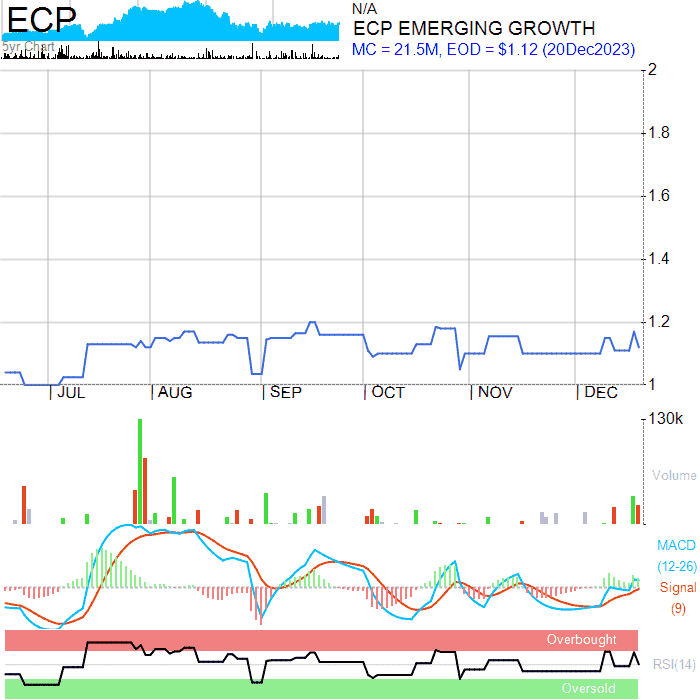 ECP
5yr Chart
N/A
ECP EMERGING GROWTH
MC = 21.5M, EOD = $1.12 (20Dec2023)
2
1.8
1.6
1.4
1.2
1
JUL AUG SEP OCT NOV DEC
130k
Volume
MACD
(12-26)
Signal
(9)
Overbought
RSI(14)
Oversold